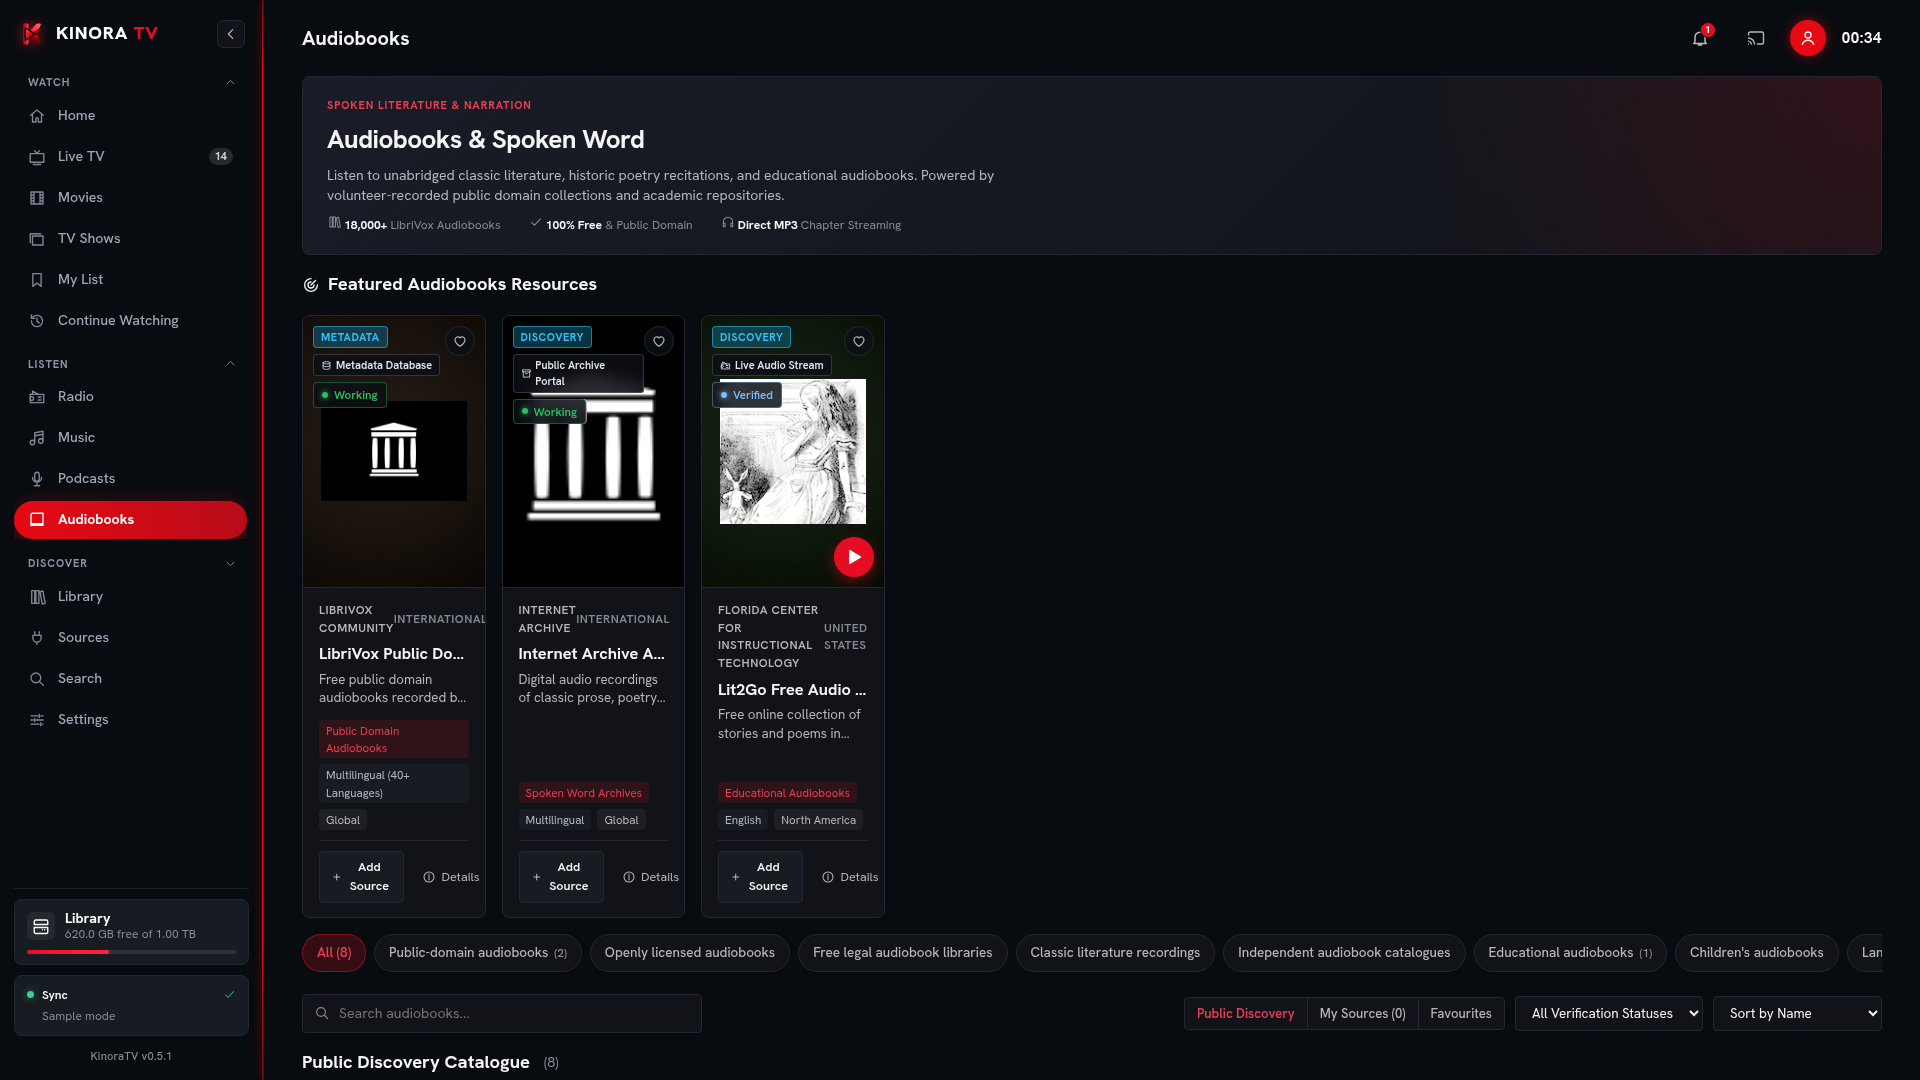 KINORA TV
WATCH
Home
Live TV
14
Movies
TV Shows
My List
Continue Watching
LISTEN
Radio
Music
Podcasts
Audiobooks
DISCOVER
Library
Sources
Search
Settings
Library
620.0 GB free of 1.00 TB
Sync
Sample mode
KinoraTV v0.5.1
Audiobooks
1
00:34
SPOKEN LITERATURE & NARRATION
Audiobooks & Spoken Word
Listen to unabridged classic literature, historic poetry recitations, and educational audiobooks. Powered by
volunteer-recorded public domain collections and academic repositories.
18,000+ LibriVox Audiobooks
100% Free & Public Domain
Direct MP3 Chapter Streaming
Featured Audiobooks Resources
METADATA
Metadata Database
Working
LIBRIVOX
COMMUNITY
INTERNATIONAL
LibriVox Public Do...
Free public domain
audiobooks recorded b...
Public Domain
Audiobooks
Multilingual (40+
Languages)
Global
Add
Source
Details
DISCOVERY
Public Archive
Portal
Working
INTERNET
ARCHIVE
INTERNATIONAL
Internet Archive A...
Digital audio recordings
of classic prose, poetry...
Spoken Word Archives
Multilingual
Global
Add
Source
Details
DISCOVERY
Live Audio Stream
Verified
FLORIDA CENTER
FOR
INSTRUCTIONAL
TECHNOLOGY
UNITED
STATES
Lit2Go Free Audio ...
Free online collection of
stories and poems in...
Educational Audiobooks
English
North America
Add
Source
Details
All (8)
Public-domain audiobooks (2)
Openly licensed audiobooks
Free legal audiobook libraries
Classic literature recordings
Independent audiobook catalogues
Educational audiobooks (1)
Children's audiobooks
Lan
Search audiobooks...
Public Discovery
My Sources (0)
Favourites
All Verification Statuses
Sort by Name
Public Discovery Catalogue (8)